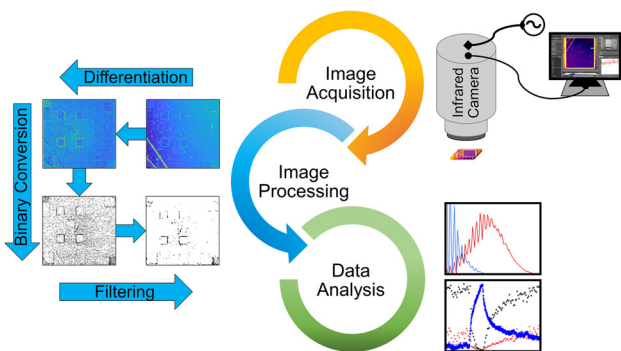 Differentiation
Binary Conversion
Filtering
Image
Acquisition
Image
Processing
Data
Analysis
Infrared
Camera